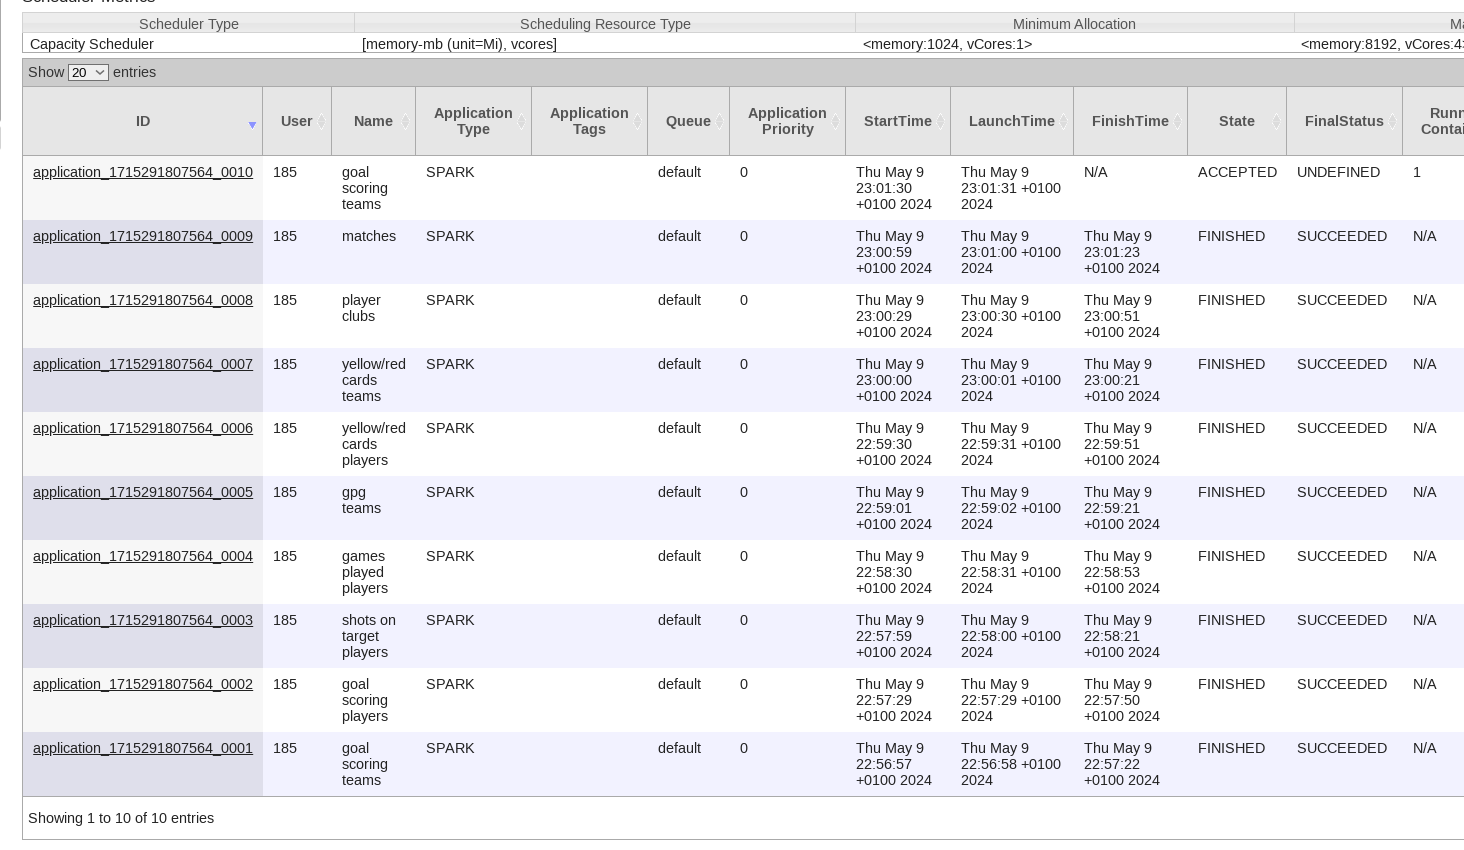 Scheduler Metrics
Scheduler Type Scheduling Resource Type Minimum Allocation
Capacity Scheduler [memory-mb (unit=Mi), vcores] <memory:1024, vCores:1> <memory:8192, vCores:4>
Show 20 entries
ID User Name Application Type Application Tags Queue Application Priority StartTime LaunchTime FinishTime State FinalStatus
application_1715291807564_0010 185 goal scoring teams SPARK default 0 Thu May 9 23:01:30 +0100 2024 Thu May 9 23:01:31 +0100 2024 N/A ACCEPTED UNDEFINED 1
application_1715291807564_0009 185 matches SPARK default 0 Thu May 9 23:00:59 +0100 2024 Thu May 9 23:01:00 +0100 2024 Thu May 9 23:01:23 +0100 2024 FINISHED SUCCEEDED N/A
application_1715291807564_0008 185 player clubs SPARK default 0 Thu May 9 23:00:29 +0100 2024 Thu May 9 23:00:30 +0100 2024 Thu May 9 23:00:51 +0100 2024 FINISHED SUCCEEDED N/A
application_1715291807564_0007 185 yellow/red cards teams SPARK default 0 Thu May 9 23:00:00 +0100 2024 Thu May 9 23:00:01 +0100 2024 Thu May 9 23:00:21 +0100 2024 FINISHED SUCCEEDED N/A
application_1715291807564_0006 185 yellow/red cards players SPARK default 0 Thu May 9 22:59:30 +0100 2024 Thu May 9 22:59:31 +0100 2024 Thu May 9 22:59:51 +0100 2024 FINISHED SUCCEEDED N/A
application_1715291807564_0005 185 gpg teams SPARK default 0 Thu May 9 22:59:01 +0100 2024 Thu May 9 22:59:02 +0100 2024 Thu May 9 22:59:21 +0100 2024 FINISHED SUCCEEDED N/A
application_1715291807564_0004 185 games played players SPARK default 0 Thu May 9 22:58:30 +0100 2024 Thu May 9 22:58:31 +0100 2024 Thu May 9 22:58:53 +0100 2024 FINISHED SUCCEEDED N/A
application_1715291807564_0003 185 shots on target players SPARK default 0 Thu May 9 22:57:59 +0100 2024 Thu May 9 22:58:00 +0100 2024 Thu May 9 22:58:21 +0100 2024 FINISHED SUCCEEDED N/A
application_1715291807564_0002 185 goal scoring players SPARK default 0 Thu May 9 22:57:29 +0100 2024 Thu May 9 22:57:29 +0100 2024 Thu May 9 22:57:50 +0100 2024 FINISHED SUCCEEDED N/A
application_1715291807564_0001 185 goal scoring teams SPARK default 0 Thu May 9 22:56:57 +0100 2024 Thu May 9 22:56:58 +0100 2024 Thu May 9 22:57:22 +0100 2024 FINISHED SUCCEEDED N/A
Showing 1 to 10 of 10 entries